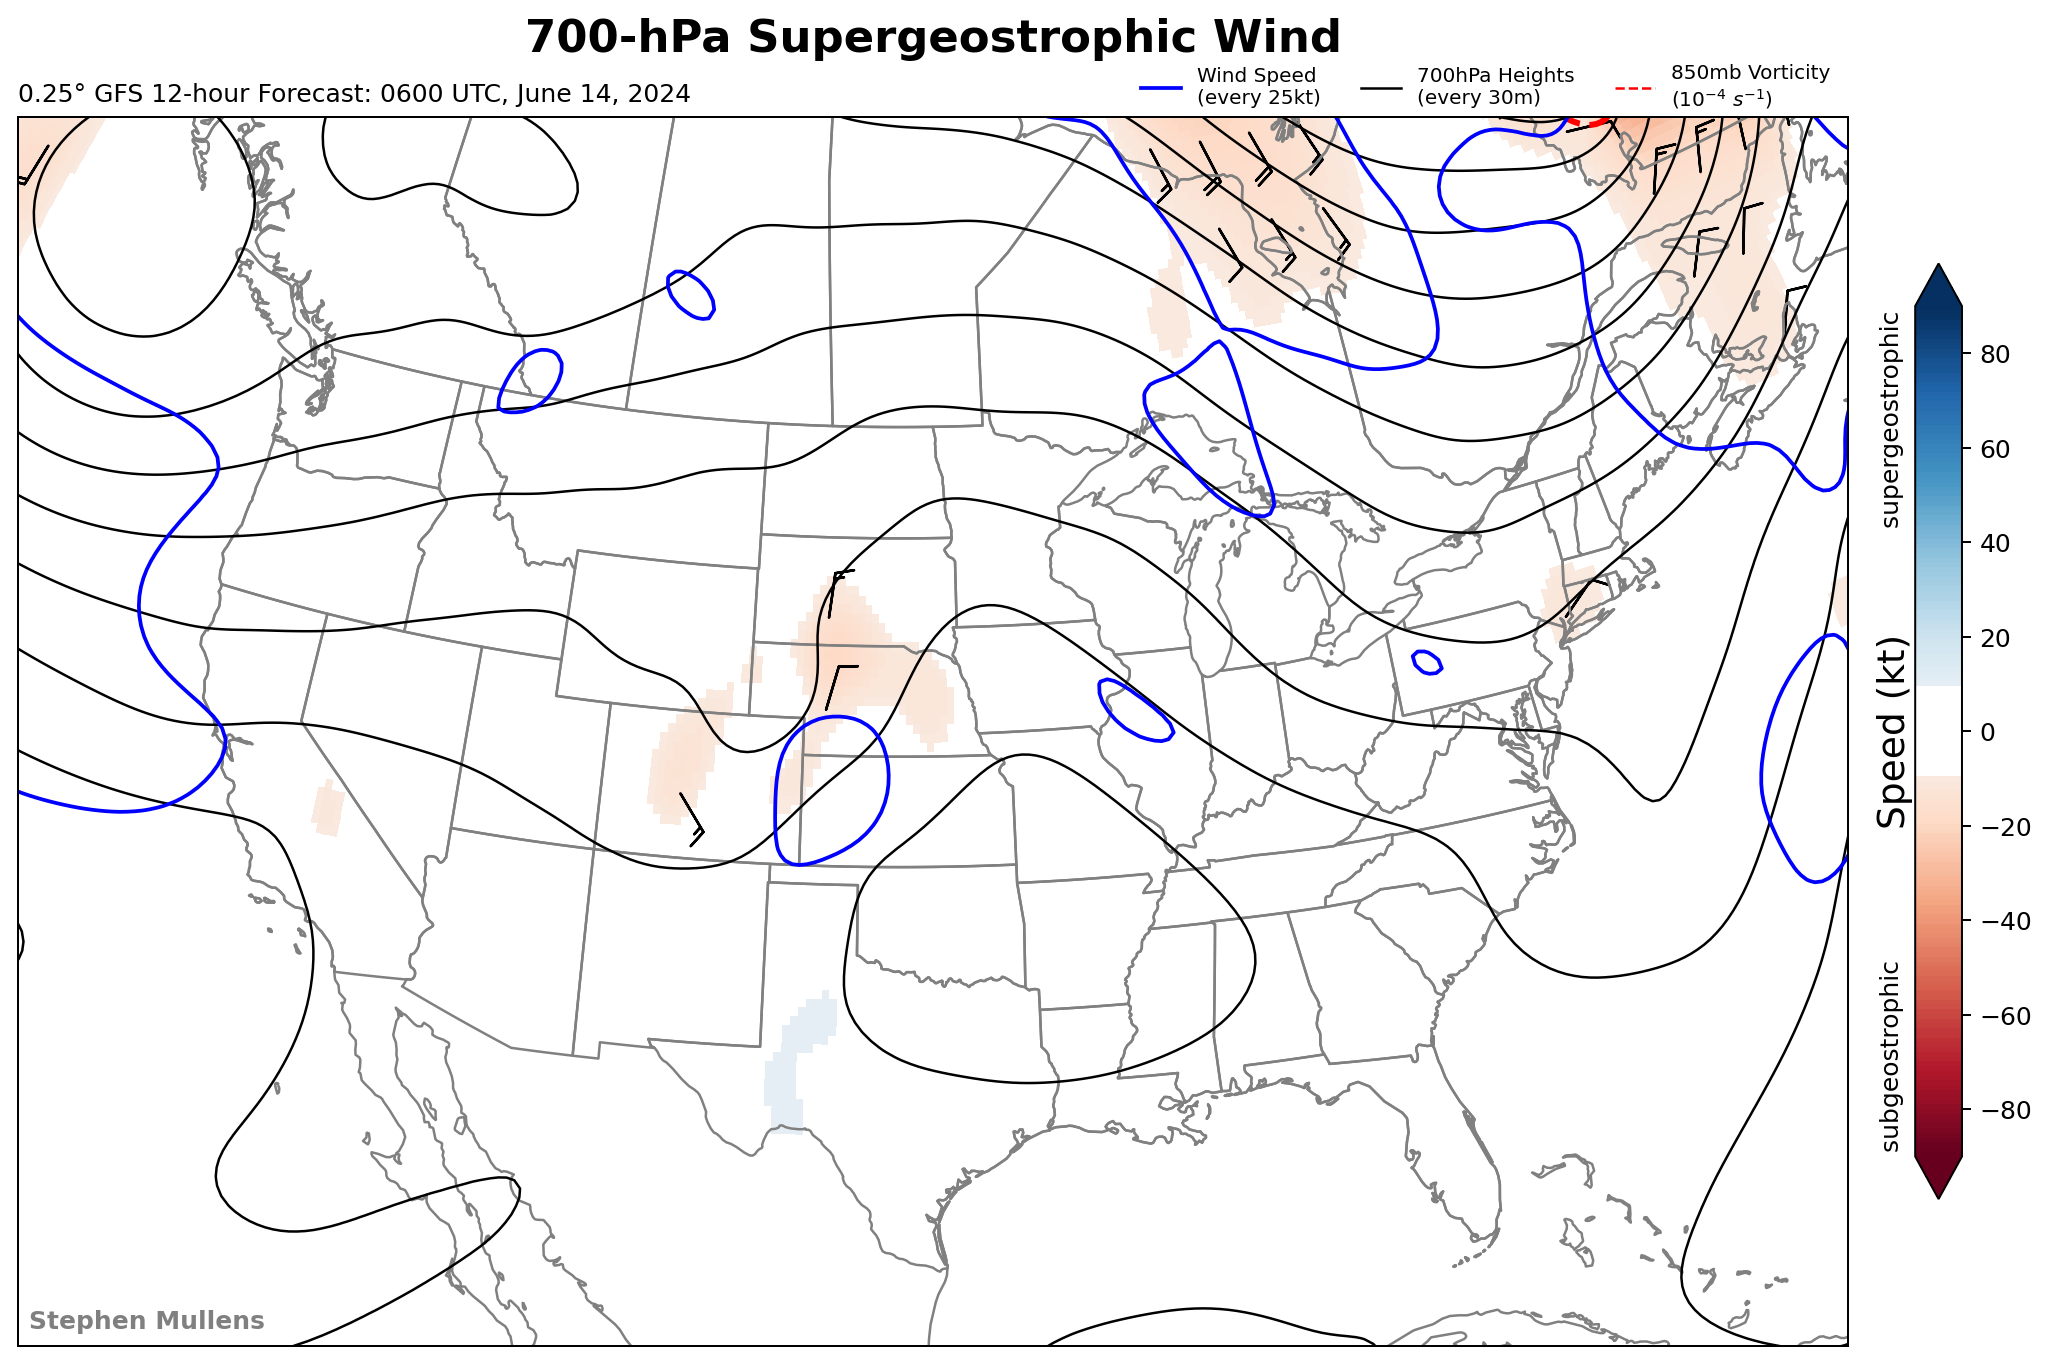 700-hPa Supergeostrophic Wind
0.25° GFS 12-hour Forecast: 0600 UTC, June 14, 2024
Wind Speed
(every 25kt)
700hPa Heights
(every 30m)
850mb Vorticity
(10⁻⁴ s⁻¹)
supergeostrophic
Speed (kt)
subgeostrophic
80
60
40
20
0
−20
−40
−60
−80
Stephen Mullens